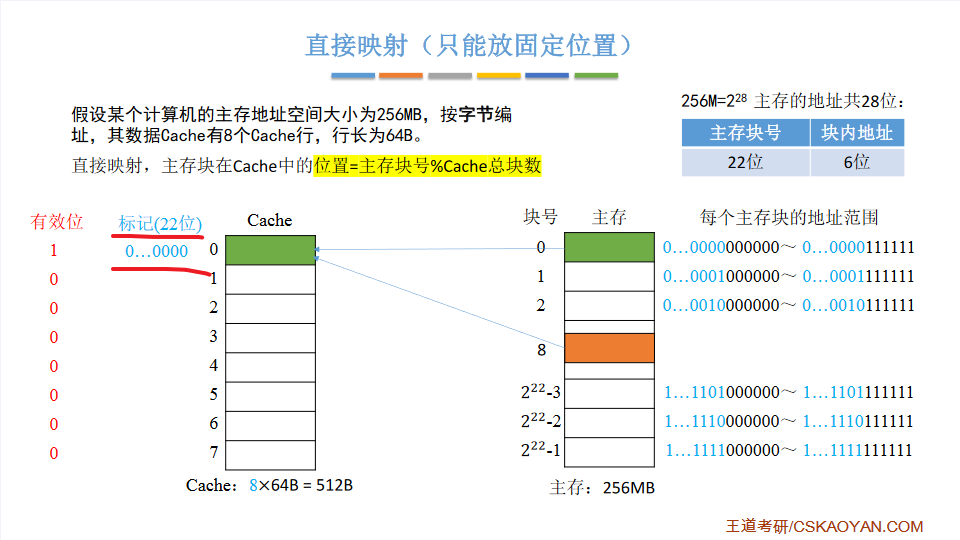 直接映射（只能放固定位置）
假设某个计算机的主存地址空间大小为256MB，按字节编
址，其数据Cache有8个Cache行，行长为64B。
直接映射，主存块在Cache中的位置=主存块号%Cache总块数
256M=2²⁸ 主存的地址共28位：
主存块号 块内地址
22位 6位
有效位 标记(22位) Cache
1 0…0000 0
0 1
0 2
0 3
0 4
0 5
0 6
0 7
Cache：8×64B = 512B
块号 主存 每个主存块的地址范围
0 0…0000000000～ 0…0000111111
1 0…0001000000～ 0…0001111111
2 0…0010000000～ 0…0010111111
8
2²²-3 1…1101000000～ 1…1101111111
2²²-2 1…1110000000～ 1…1110111111
2²²-1 1…1111000000～ 1…1111111111
主存：256MB
王道考研/CSKAOYAN.COM